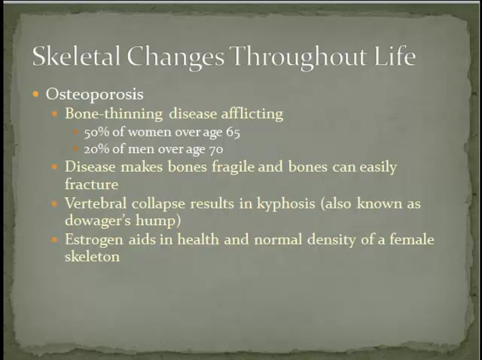 Skeletal Changes Throughout Life
Osteoporosis
Bone-thinning disease afflicting
50% of women over age 65
20% of men over age 70
Disease makes bones fragile and bones can easily
fracture
Vertebral collapse results in kyphosis (also known as
dowager's hump)
Estrogen aids in health and normal density of a female
skeleton